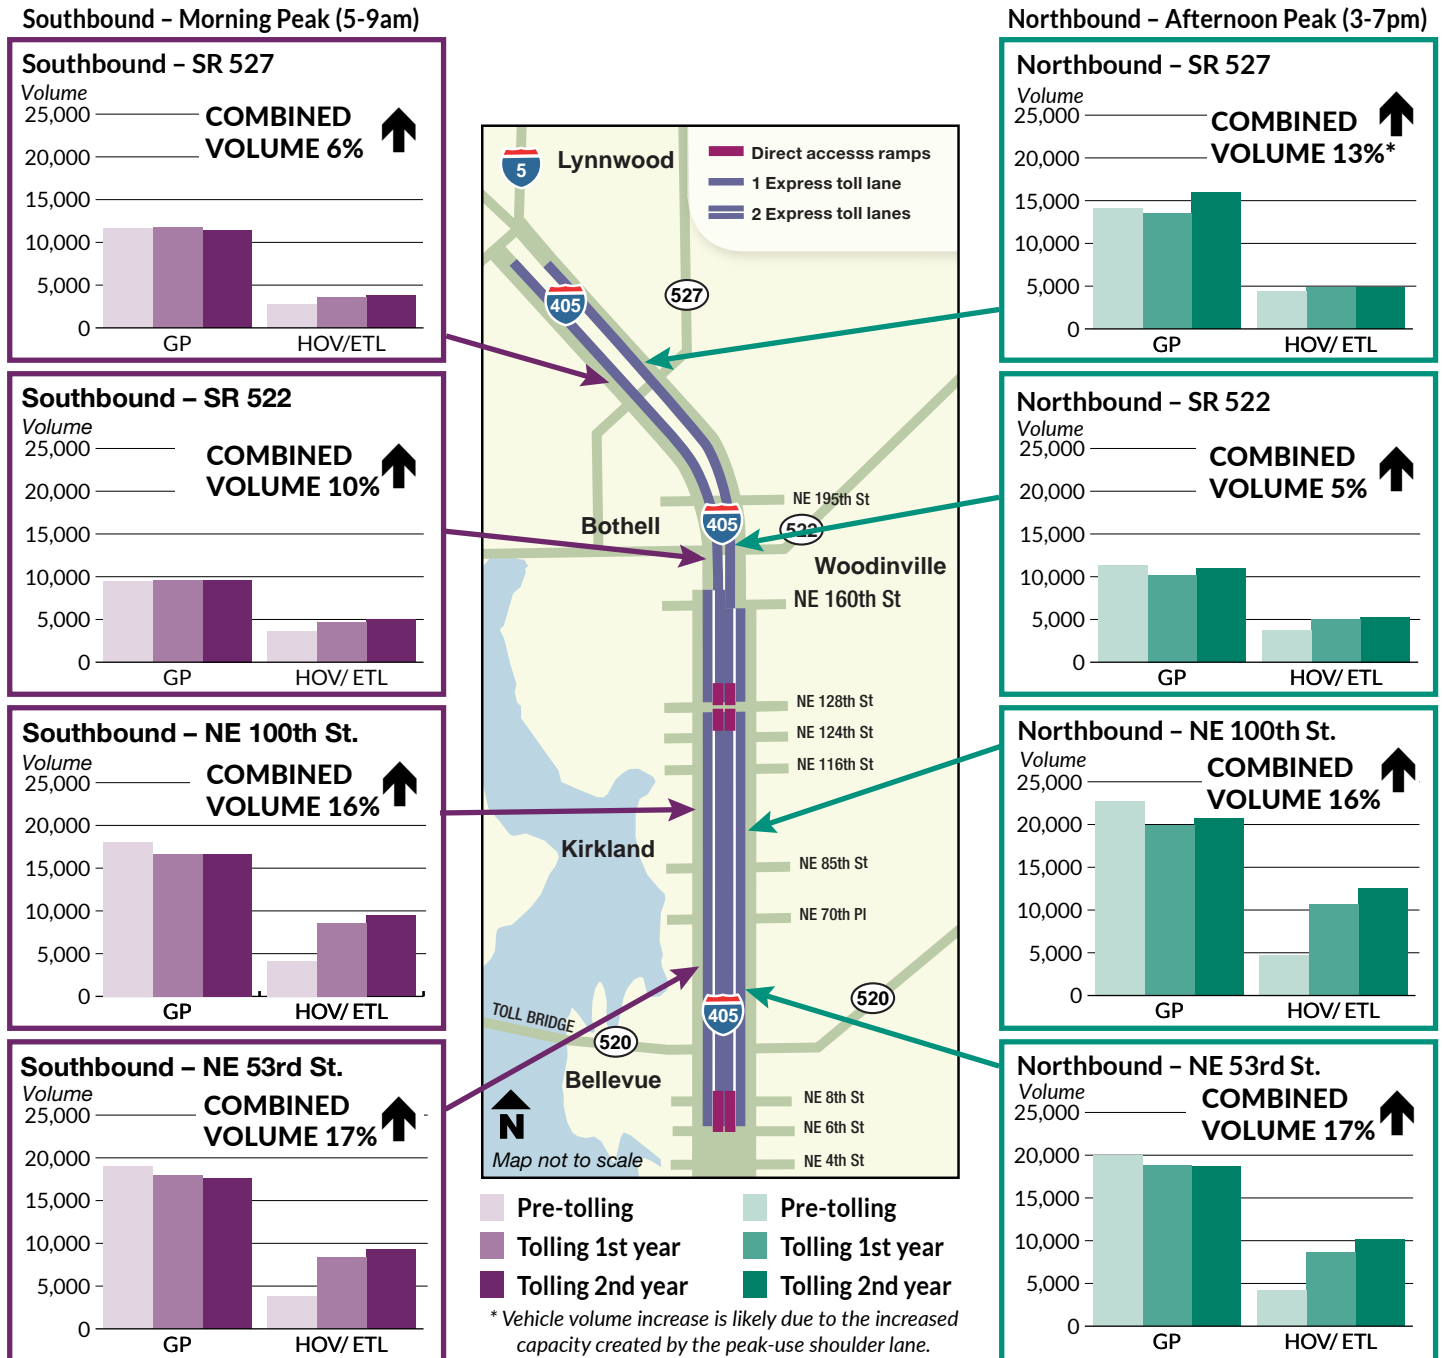 Southbound – Morning Peak (5-9am)
Southbound – SR 527
Volume
COMBINED
VOLUME 6%
25,000
20,000
15,000
10,000
5,000
0
GP
HOV/ETL
Southbound – SR 522
Volume
COMBINED
VOLUME 10%
25,000
20,000
15,000
10,000
5,000
0
GP
HOV/ ETL
Southbound – NE 100th St.
Volume
COMBINED
VOLUME 16%
25,000
20,000
15,000
10,000
5,000
0
GP
HOV/ ETL
Southbound – NE 53rd St.
Volume
COMBINED
VOLUME 17%
25,000
20,000
15,000
10,000
5,000
0
GP
HOV/ ETL
5
Lynnwood
Direct accesss ramps
1 Express toll lane
2 Express toll lanes
527
405
NE 195th St
405
Bothell
522
Woodinville
NE 160th St
NE 128th St
NE 124th St
NE 116th St
Kirkland
NE 85th St
NE 70th Pl
405
520
TOLL BRIDGE
520
Bellevue
NE 8th St
N
NE 6th St
Map not to scale
NE 4th St
Pre-tolling
Tolling 1st year
Tolling 2nd year
Pre-tolling
Tolling 1st year
Tolling 2nd year
* Vehicle volume increase is likely due to the increased
capacity created by the peak-use shoulder lane.
Northbound – Afternoon Peak (3-7pm)
Northbound – SR 527
Volume
COMBINED
VOLUME 13%*
25,000
20,000
15,000
10,000
5,000
0
GP
HOV/ ETL
Northbound – SR 522
Volume
COMBINED
VOLUME 5%
25,000
20,000
15,000
10,000
5,000
0
GP
HOV/ ETL
Northbound – NE 100th St.
Volume
COMBINED
VOLUME 16%
25,000
20,000
15,000
10,000
5,000
0
GP
HOV/ ETL
Northbound – NE 53rd St.
Volume
COMBINED
VOLUME 17%
25,000
20,000
15,000
10,000
5,000
0
GP
HOV/ ETL